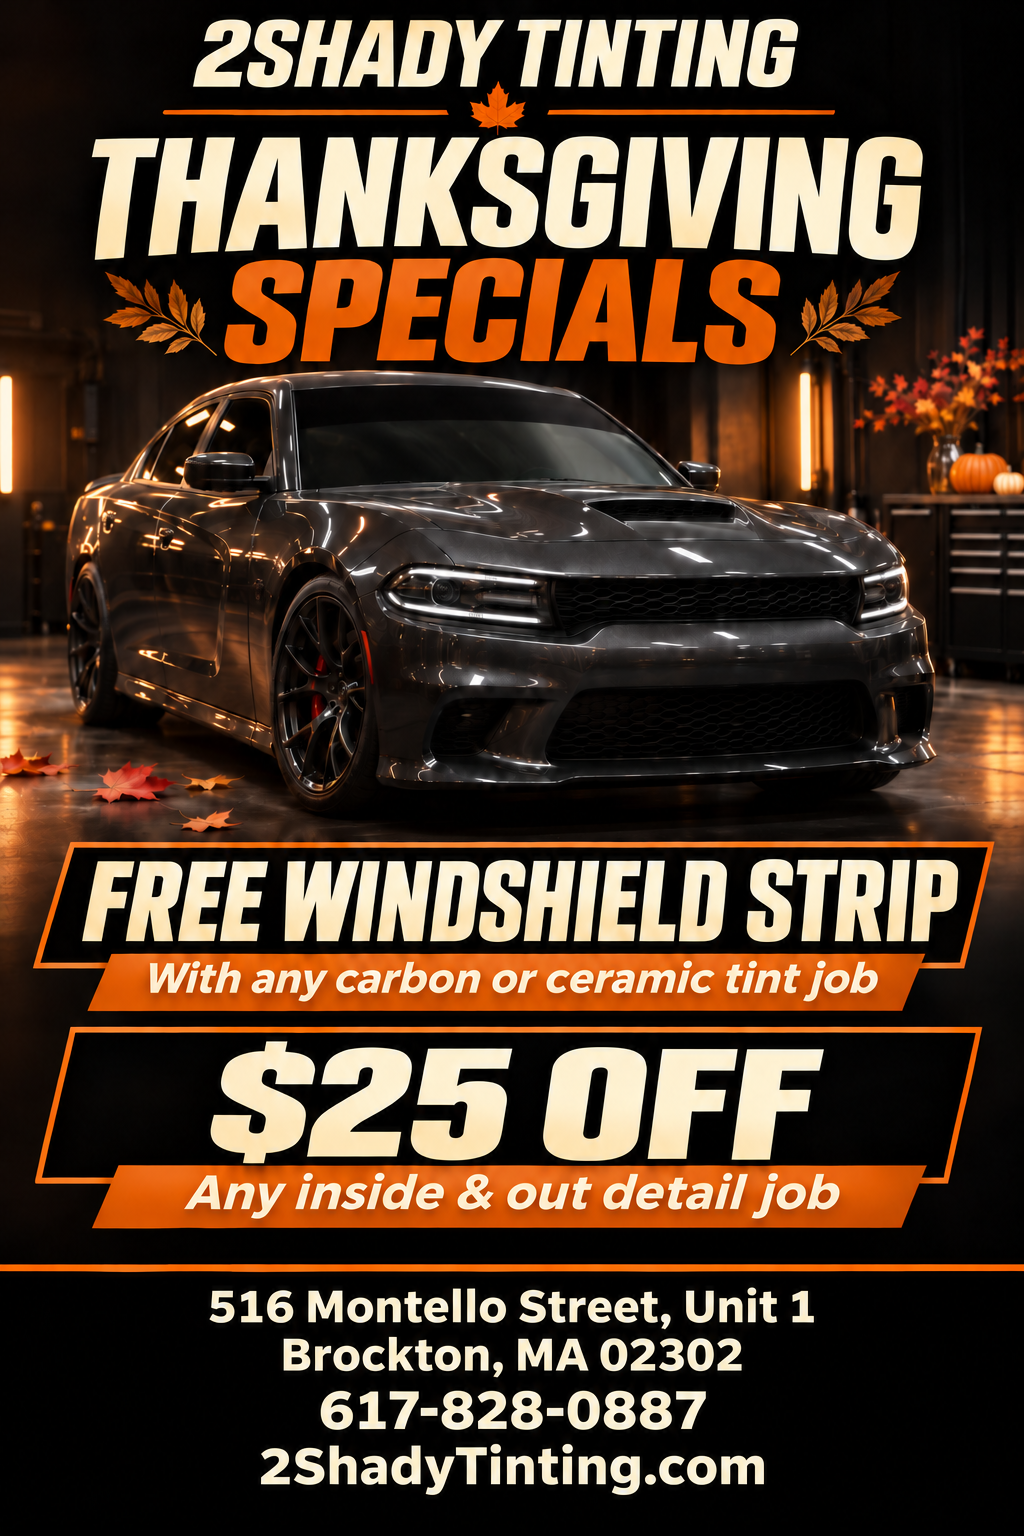 2SHADY TINTING
THANKSGIVING
SPECIALS
FREE WINDSHIELD STRIP
With any carbon or ceramic tint job
$25 OFF
Any inside & out detail job
516 Montello Street, Unit 1
Brockton, MA 02302
617-828-0887
2ShadyTinting.com